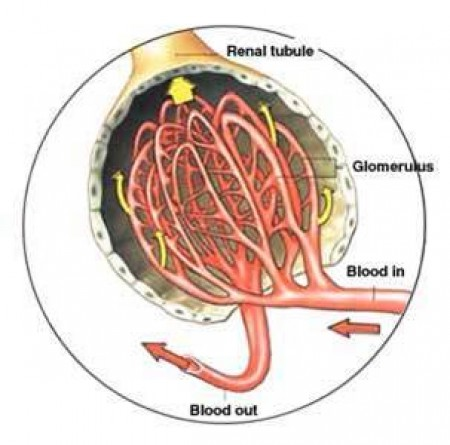 Renal tubule
Glomerulus
Blood in
Blood out